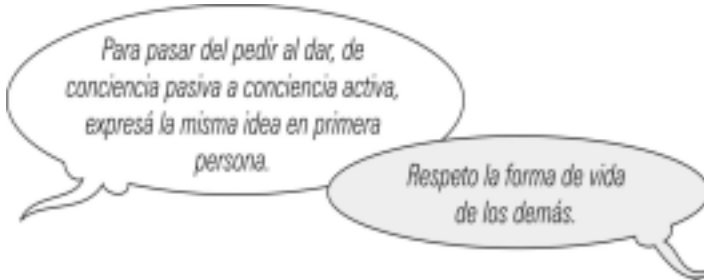 Para pasar del pedir al dar, de
conciencia pasiva a conciencia activa,
expresá la misma idea en primera
persona.
Respeto la forma de vida
de los demás.